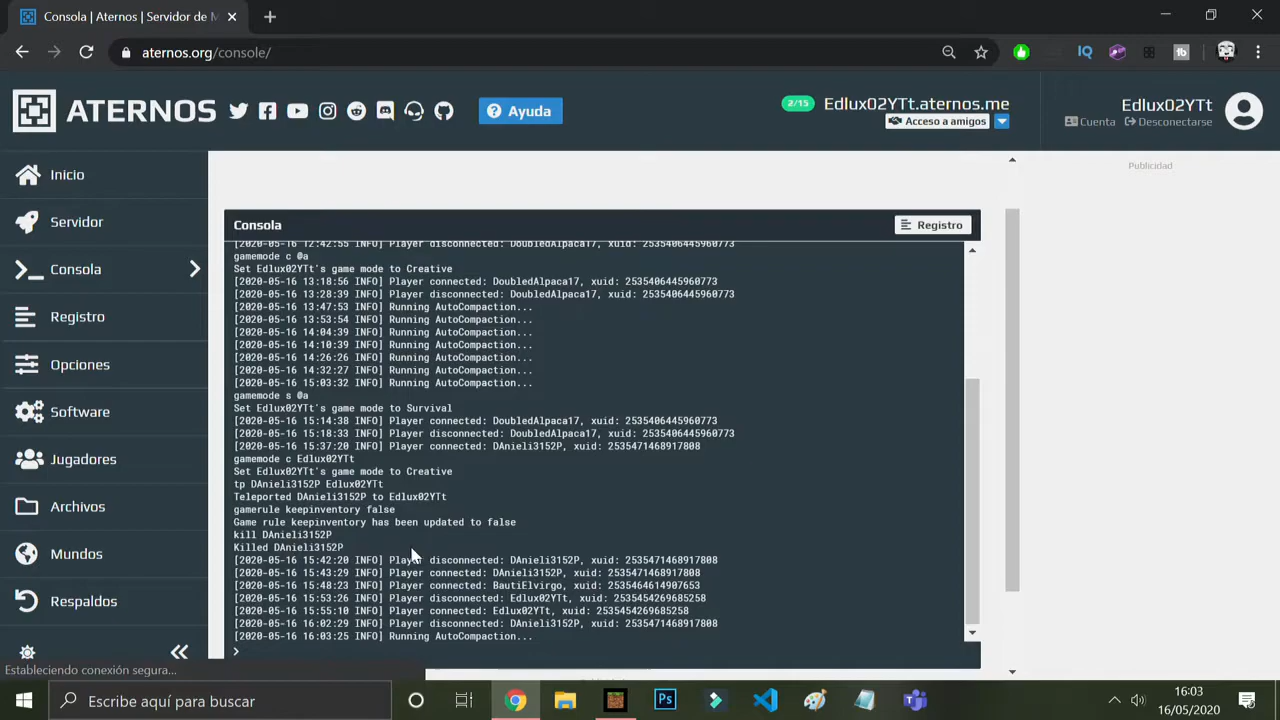 Consola | Aternos | Servidor de M
aternos.org/console/
ATERNOS
Ayuda
2/15
Edlux02YTt.aternos.me
Acceso a amigos
Edlux02YTt
Cuenta
Desconectarse
Inicio
Servidor
Consola
Registro
Opciones
Software
Jugadores
Archivos
Mundos
Respaldos
Publicidad
Consola
Registro
[2020-05-16 12:42:55 INFO] Player disconnected: DoubledAlpaca17, xuid: 2535406445960773
gamemode c @a
Set Edlux02YTt's game mode to Creative
[2020-05-16 13:18:56 INFO] Player connected: DoubledAlpaca17, xuid: 2535406445960773
[2020-05-16 13:28:39 INFO] Player disconnected: DoubledAlpaca17, xuid: 2535406445960773
[2020-05-16 13:47:53 INFO] Running AutoCompaction...
[2020-05-16 13:53:54 INFO] Running AutoCompaction...
[2020-05-16 14:04:39 INFO] Running AutoCompaction...
[2020-05-16 14:10:39 INFO] Running AutoCompaction...
[2020-05-16 14:26:26 INFO] Running AutoCompaction...
[2020-05-16 14:32:27 INFO] Running AutoCompaction...
[2020-05-16 15:03:32 INFO] Running AutoCompaction...
gamemode s @a
Set Edlux02YTt's game mode to Survival
[2020-05-16 15:14:38 INFO] Player connected: DoubledAlpaca17, xuid: 2535406445960773
[2020-05-16 15:18:33 INFO] Player disconnected: DoubledAlpaca17, xuid: 2535406445960773
[2020-05-16 15:37:20 INFO] Player connected: DAnieli3152P, xuid: 2535471468917808
gamemode c Edlux02YTt
Set Edlux02YTt's game mode to Creative
tp DAnieli3152P Edlux02YTt
Teleported DAnieli3152P to Edlux02YTt
gamerule keepinventory false
Game rule keepinventory has been updated to false
kill DAnieli3152P
Killed DAnieli3152P
[2020-05-16 15:42:20 INFO] Player disconnected: DAnieli3152P, xuid: 2535471468917808
[2020-05-16 15:43:29 INFO] Player connected: DAnieli3152P, xuid: 2535471468917808
[2020-05-16 15:48:23 INFO] Player connected: BautiElvirgo, xuid: 2535464614907653
[2020-05-16 15:53:26 INFO] Player disconnected: Edlux02YTt, xuid: 2535454269685258
[2020-05-16 15:55:10 INFO] Player connected: Edlux02YTt, xuid: 2535454269685258
[2020-05-16 16:02:29 INFO] Player disconnected: DAnieli3152P, xuid: 2535471468917808
[2020-05-16 16:03:25 INFO] Running AutoCompaction...
>
Estableciendo conexión segura...
Escribe aquí para buscar
16:03
16/05/2020